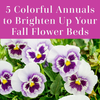 5 Colorful Annuals
to Brighten Up Your
Fall Flower Beds